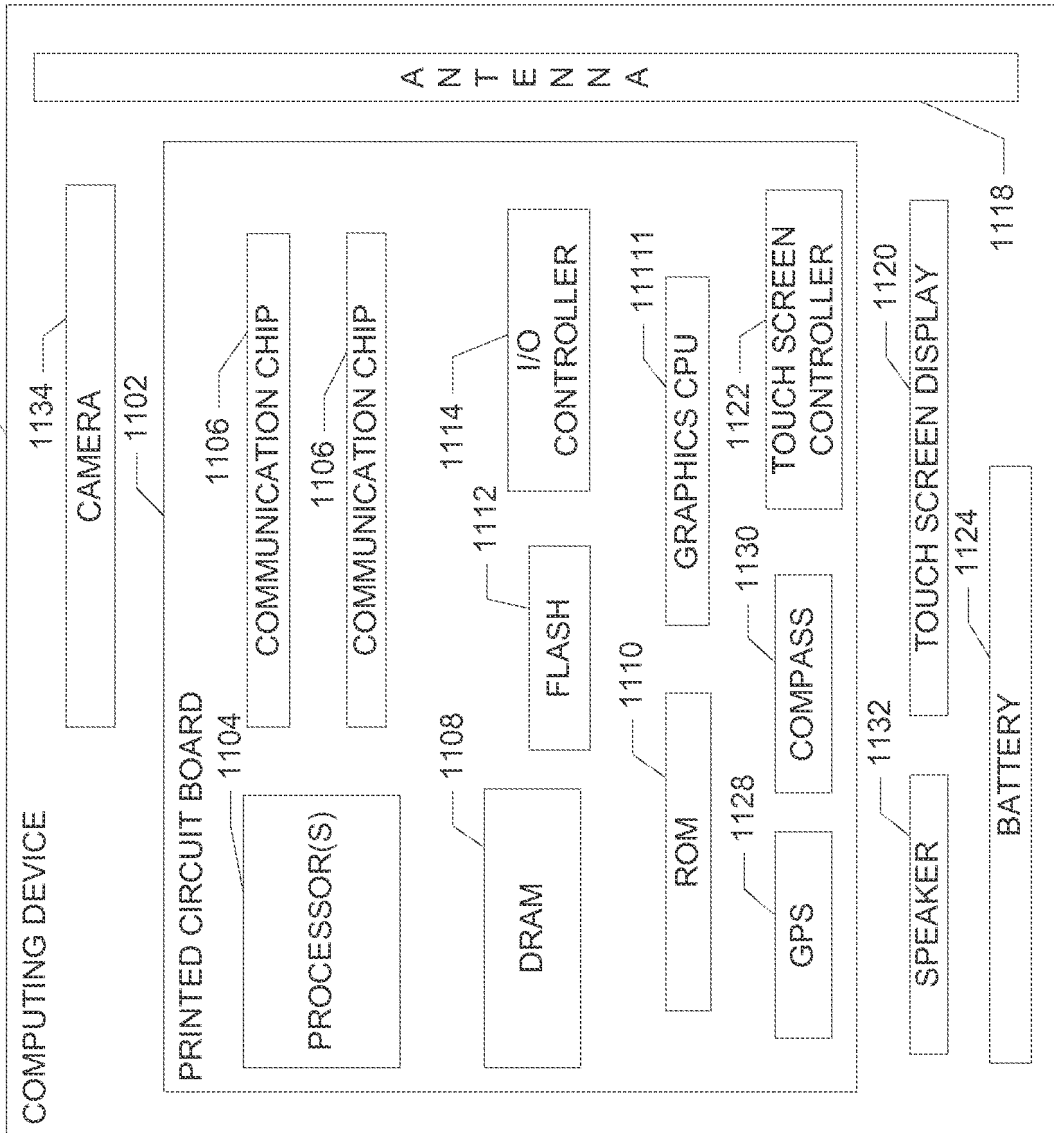 COMPUTING DEVICE
CAMERA
1134
1102
PRINTED CIRCUIT BOARD
1104
PROCESSOR(S)
1106
COMMUNICATION CHIP
1106
COMMUNICATION CHIP
1108
DRAM
1112
FLASH
1114
I/O
CONTROLLER
1110
ROM
11111
GRAPHICS CPU
1128
GPS
1130
COMPASS
1122
TOUCH SCREEN
CONTROLLER
1132
SPEAKER
1120
TOUCH SCREEN DISPLAY
1124
BATTERY
ANTENNA
1118